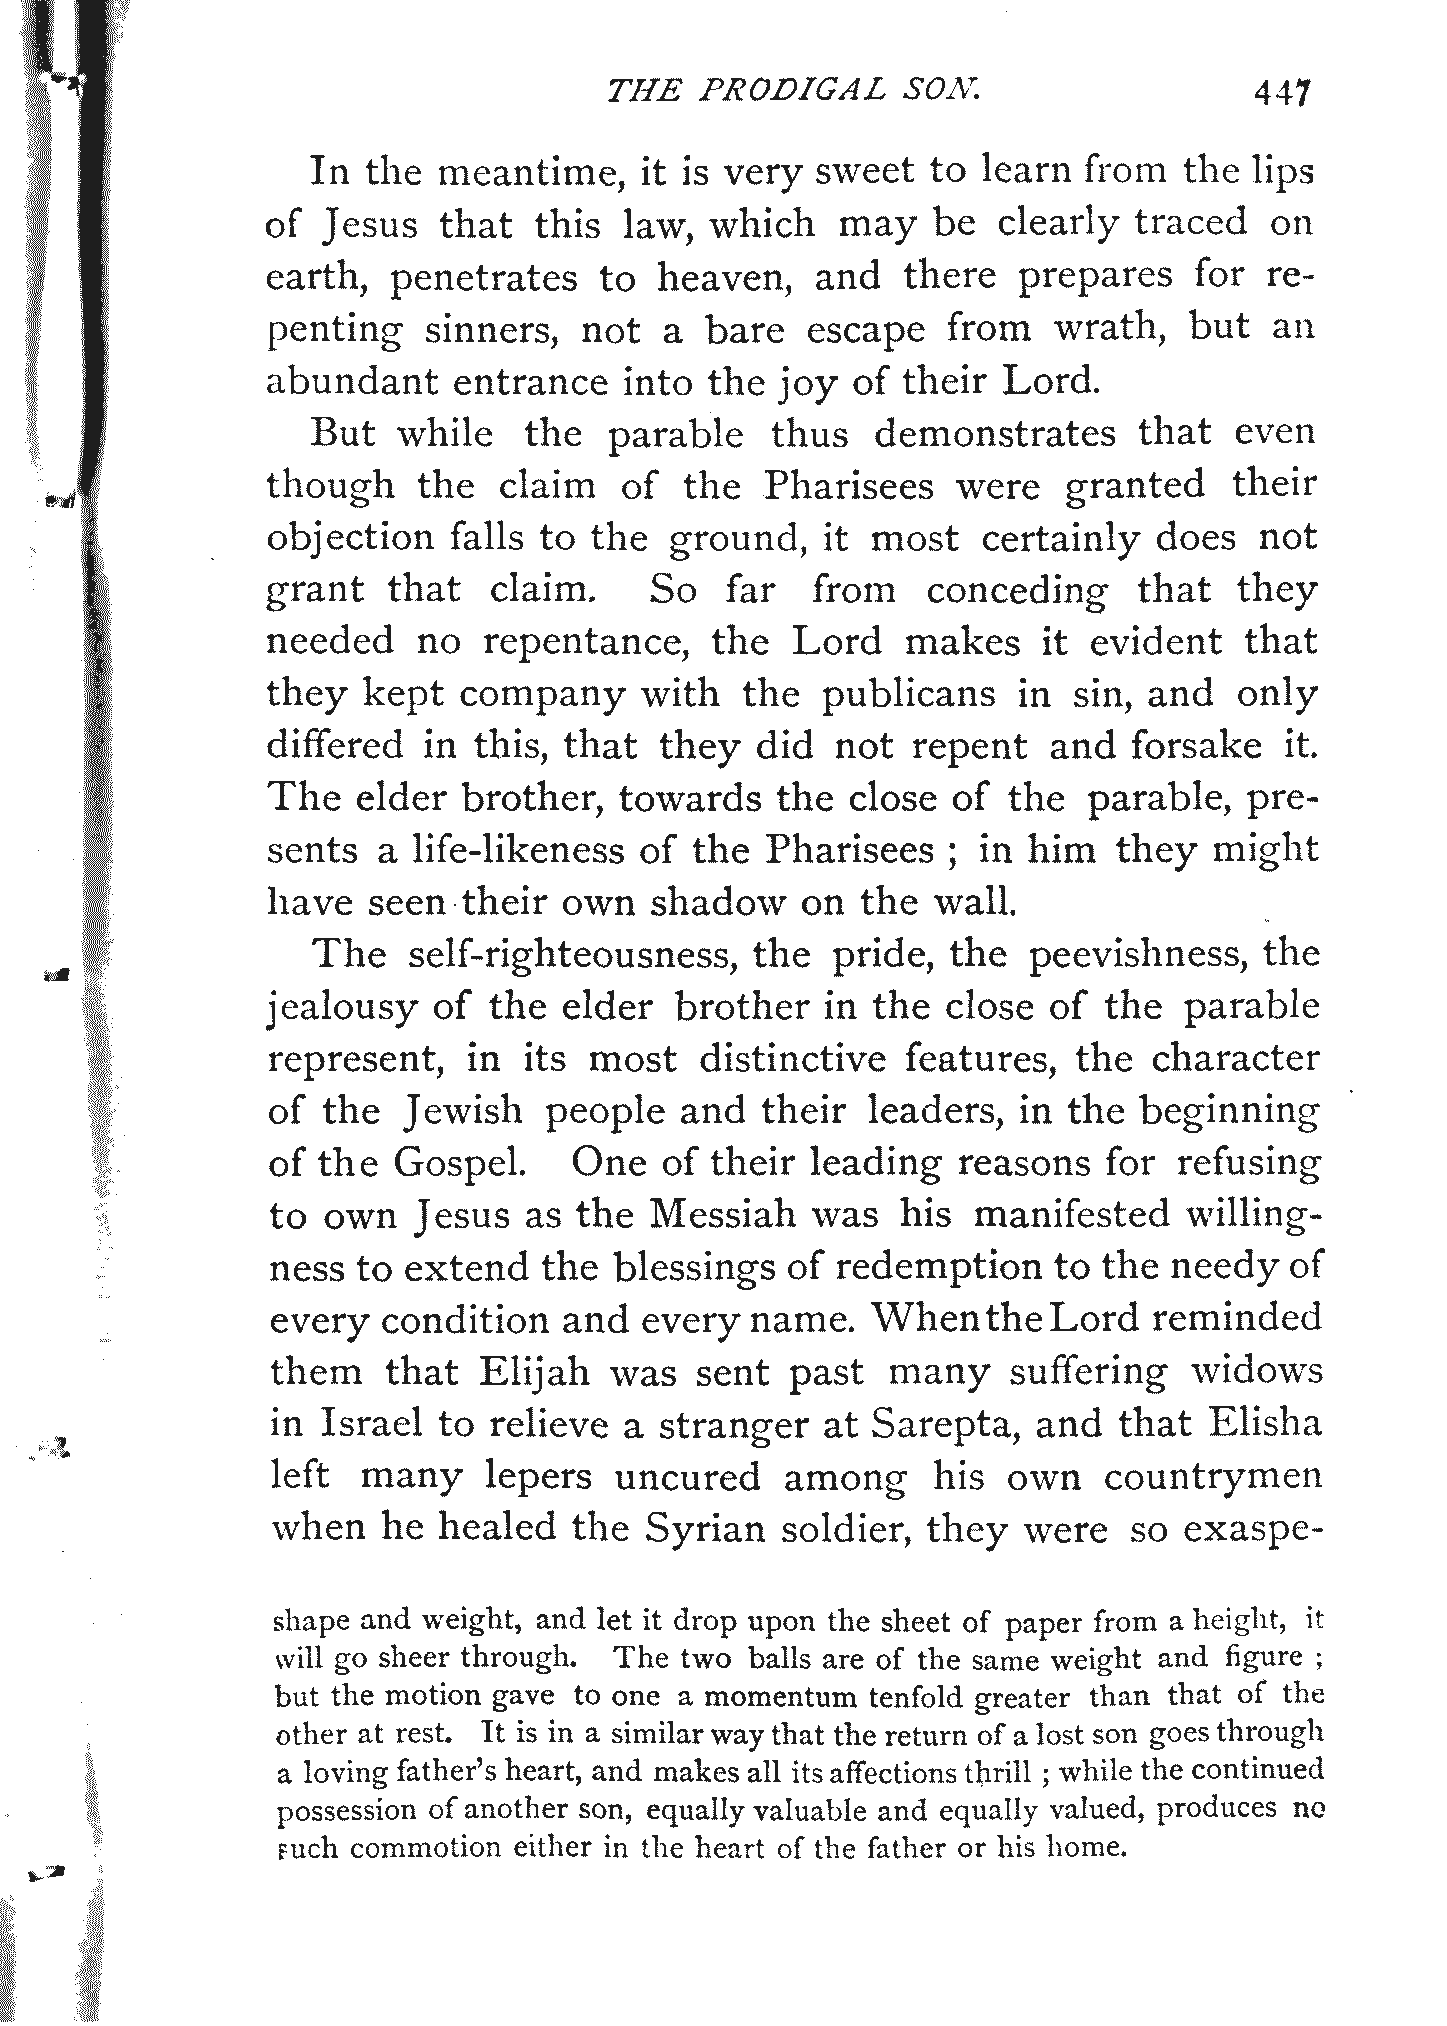 THE PRODIGAL SON. 447
In the meantime, it is very sweet to learn from the lips
of Jesus that this law, which may be clearly traced on
earth, penetrates to heaven, and there prepares for re-
penting sinners, not a bare escape from wrath, but an
abundant entrance into the joy of their Lord.
But while the parable thus demonstrates that even
though the claim of the Pharisees were granted their
objection falls to the ground, it most certainly does not
grant that claim. So far from conceding that they
needed no repentance, the Lord makes it evident that
they kept company with the publicans in sin, and only
differed in this, that they did not repent and forsake it.
The elder brother, towards the close of the parable, pre-
sents a life-likeness of the Pharisees ; in him they might
have seen their own shadow on the wall.
The self-righteousness, the pride, the peevishness, the
jealousy of the elder brother in the close of the parable
represent, in its most distinctive features, the character
of the Jewish people and their leaders, in the beginning
of the Gospel. One of their leading reasons for refusing
to own Jesus as the Messiah was his manifested willing-
ness to extend the blessings of redemption to the needy of
every condition and every name. When the Lord reminded
them that Elijah was sent past many suffering widows
in Israel to relieve a stranger at Sarepta, and that Elisha
left many lepers uncured among his own countrymen
when he healed the Syrian soldier, they were so exaspe-
shape and weight, and let it drop upon the sheet of paper from a height, it
will go sheer through. The two balls are of the same weight and figure ;
but the motion gave to one a momentum tenfold greater than that of the
other at rest. It is in a similar way that the return of a lost son goes through
a loving father's heart, and makes all its affections thrill ; while the continued
possession of another son, equally valuable and equally valued, produces no
such commotion either in the heart of the father or his home.